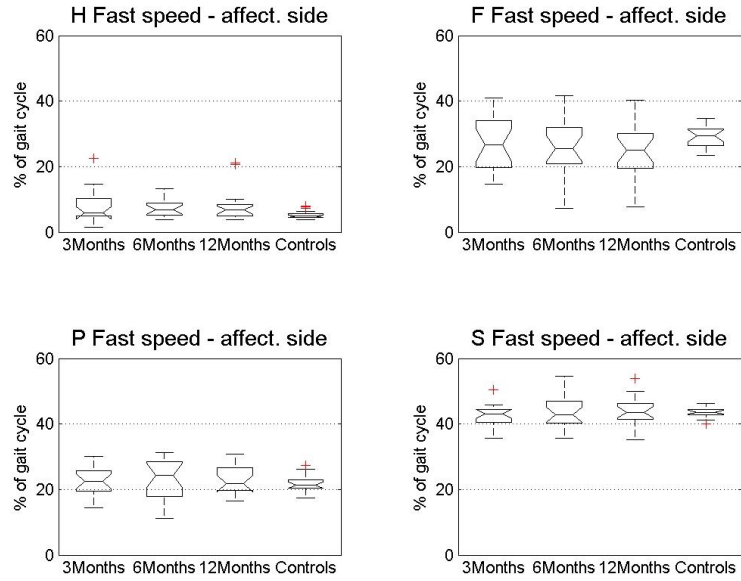 H Fast speed - affect. side
60
40
20
0
% of gait cycle
3Months 6Months 12Months Controls
F Fast speed - affect. side
60
40
20
0
% of gait cycle
3Months 6Months 12Months Controls
P Fast speed - affect. side
60
40
20
0
% of gait cycle
3Months 6Months 12Months Controls
S Fast speed - affect. side
60
40
20
0
% of gait cycle
3Months 6Months 12Months Controls